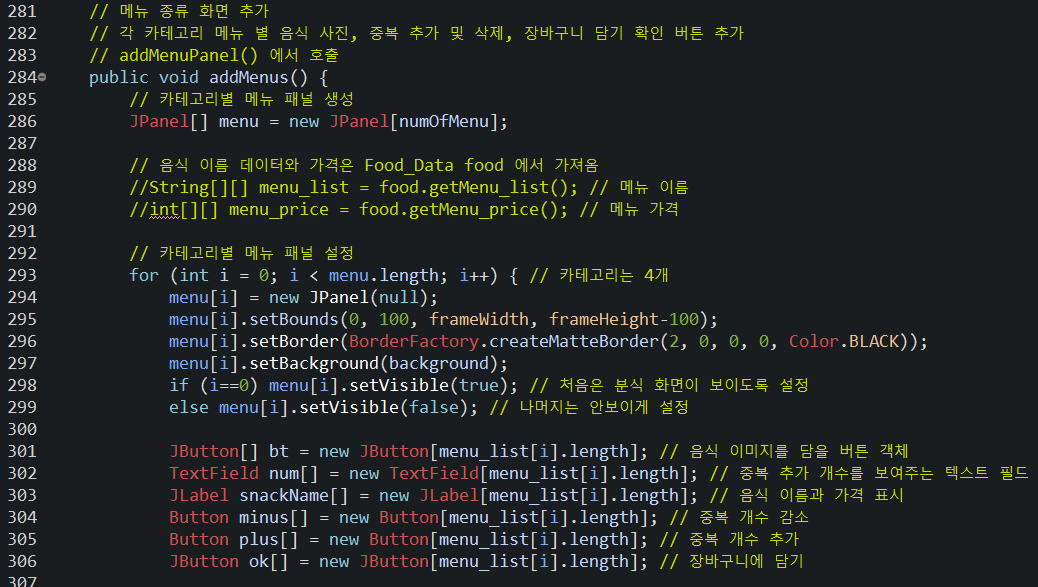 281 // 메뉴 종류 화면 추가
282 // 각 카테고리 메뉴 별 음식 사진, 중복 추가 및 삭제, 장바구니 담기 확인 버튼 추가
283 // addMenuPanel() 에서 호출
284 public void addMenus() {
285 // 카테고리별 메뉴 패널 생성
286 JPanel[] menu = new JPanel[numOfMenu];
287
288 // 음식 이름 데이터와 가격은 Food_Data food 에서 가져옴
289 //String[][] menu_list = food.getMenu_list(); // 메뉴 이름
290 //int[][] menu_price = food.getMenu_price(); // 메뉴 가격
291
292 // 카테고리별 메뉴 패널 설정
293 for (int i = 0; i < menu.length; i++) { // 카테고리는 4개
294 menu[i] = new JPanel(null);
295 menu[i].setBounds(0, 100, frameWidth, frameHeight-100);
296 menu[i].setBorder(BorderFactory.createMatteBorder(2, 0, 0, 0, Color.BLACK));
297 menu[i].setBackground(background);
298 if (i==0) menu[i].setVisible(true); // 처음은 분식 화면이 보이도록 설정
299 else menu[i].setVisible(false); // 나머지는 안보이게 설정
300
301 JButton[] bt = new JButton[menu_list[i].length]; // 음식 이미지를 담을 버튼 객체
302 TextField num[] = new TextField[menu_list[i].length]; // 중복 추가 개수를 보여주는 텍스트 필드
303 JLabel snackName[] = new JLabel[menu_list[i].length]; // 음식 이름과 가격 표시
304 Button minus[] = new Button[menu_list[i].length]; // 중복 개수 감소
305 Button plus[] = new Button[menu_list[i].length]; // 중복 개수 추가
306 JButton ok[] = new JButton[menu_list[i].length]; // 장바구니에 담기
307